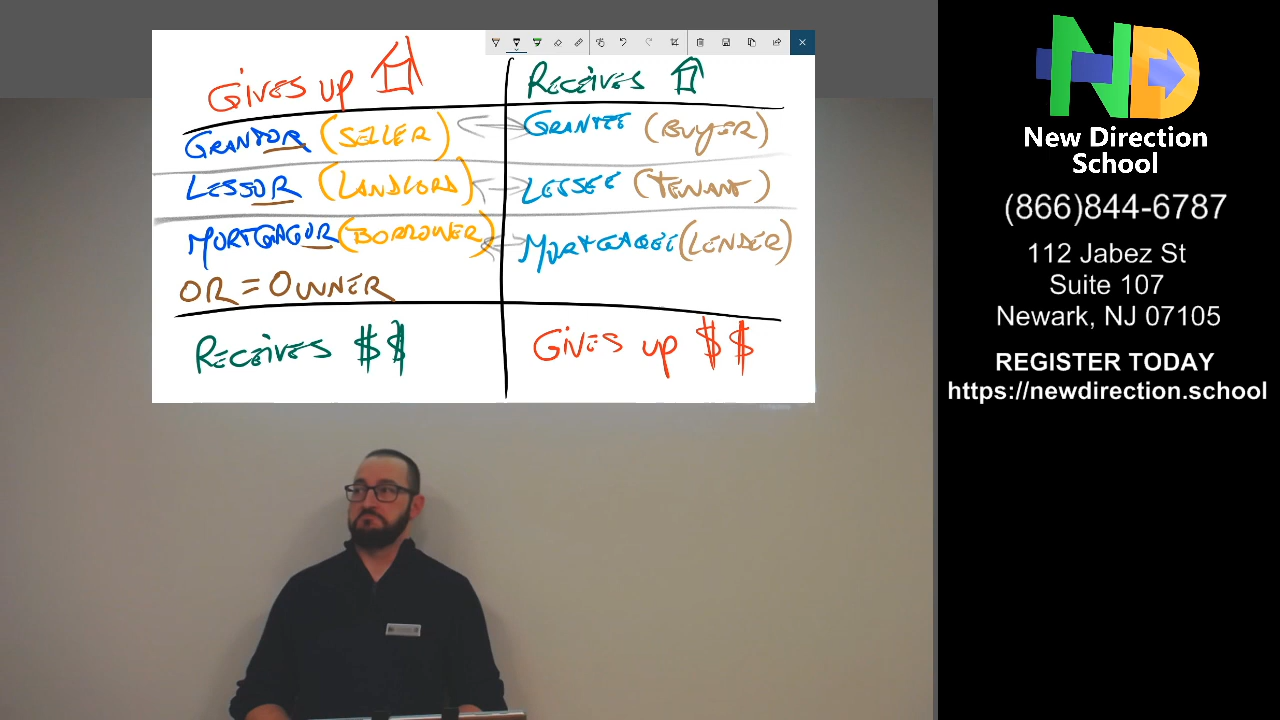 GIVES UP
RECEIVES
GRANTOR (SELLER)
GRANTEE (BUYER)
LESSOR (LANDLORD)
LESSEE (TENANT)
MORTGAGOR (BORROWER)
MORTGAGEE (LENDER)
OR = OWNER
RECEIVES $$
GIVES UP $$
ND
New Direction
School
(866)844-6787
112 Jabez St
Suite 107
Newark, NJ 07105
REGISTER TODAY
https://newdirection.school